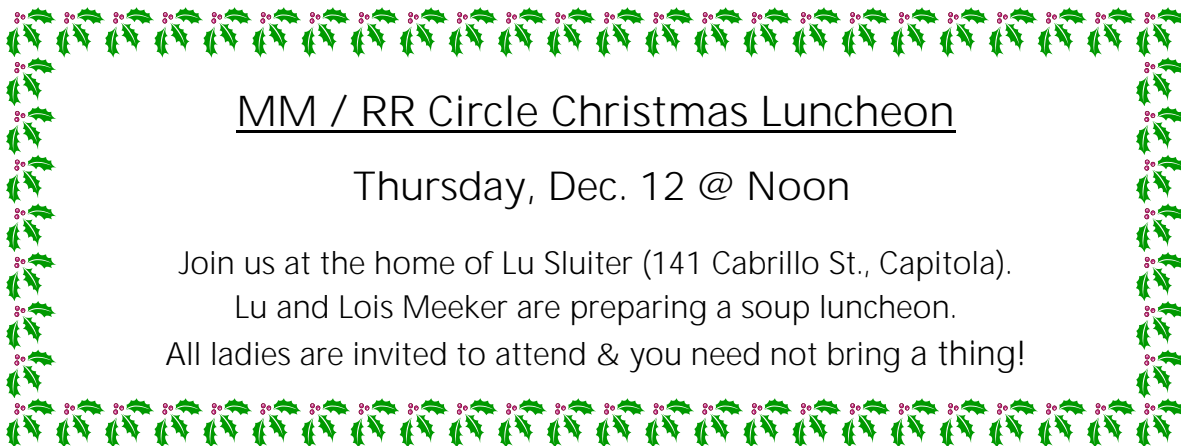 MM / RR Circle Christmas Luncheon
Thursday, Dec. 12 @ Noon
Join us at the home of Lu Sluiter (141 Cabrillo St., Capitola).
Lu and Lois Meeker are preparing a soup luncheon.
All ladies are invited to attend & you need not bring a thing!